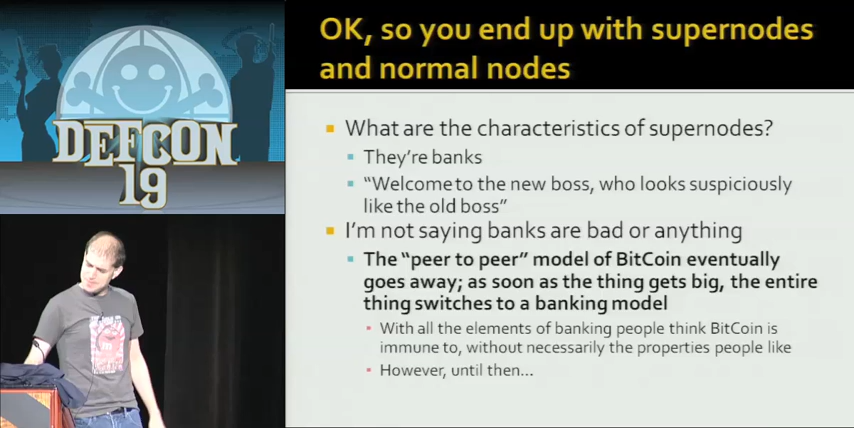 DEFCON
19
OK, so you end up with supernodes
and normal nodes
What are the characteristics of supernodes?
They're banks
“Welcome to the new boss, who looks suspiciously
like the old boss”
I'm not saying banks are bad or anything
The “peer to peer” model of BitCoin eventually
goes away; as soon as the thing gets big, the entire
thing switches to a banking model
With all the elements of banking people think BitCoin is
immune to, without necessarily the properties people like
However, until then…